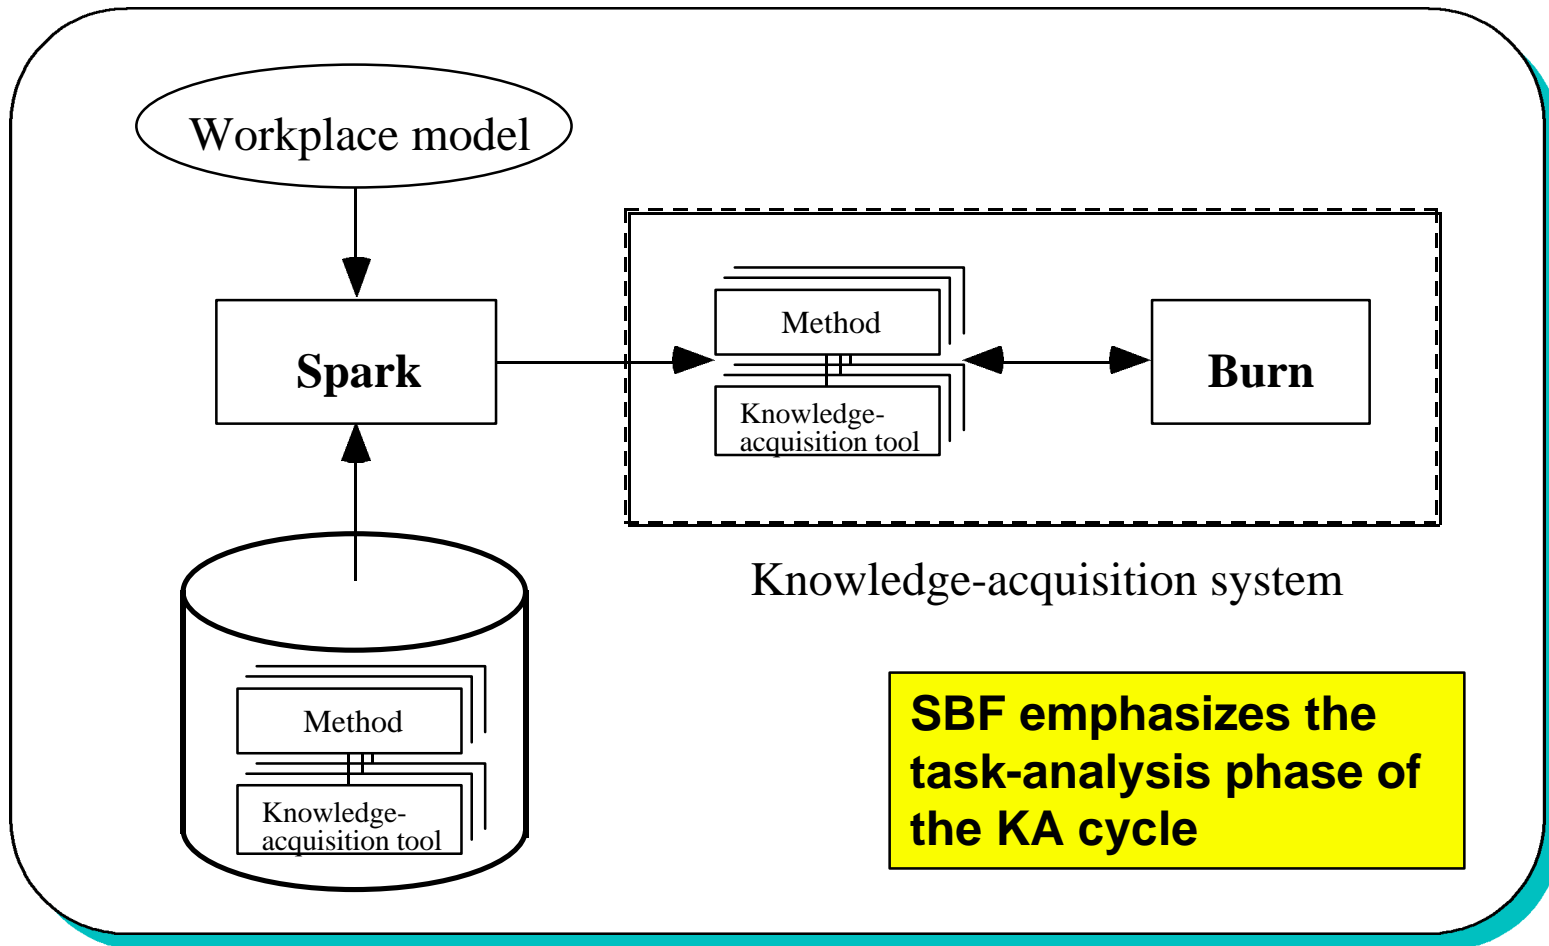 Workplace model
Spark
Method
Knowledge-
acquisition tool
Burn
Knowledge-acquisition system
Method
Knowledge-
acquisition tool
SBF emphasizes the
task-analysis phase of
the KA cycle